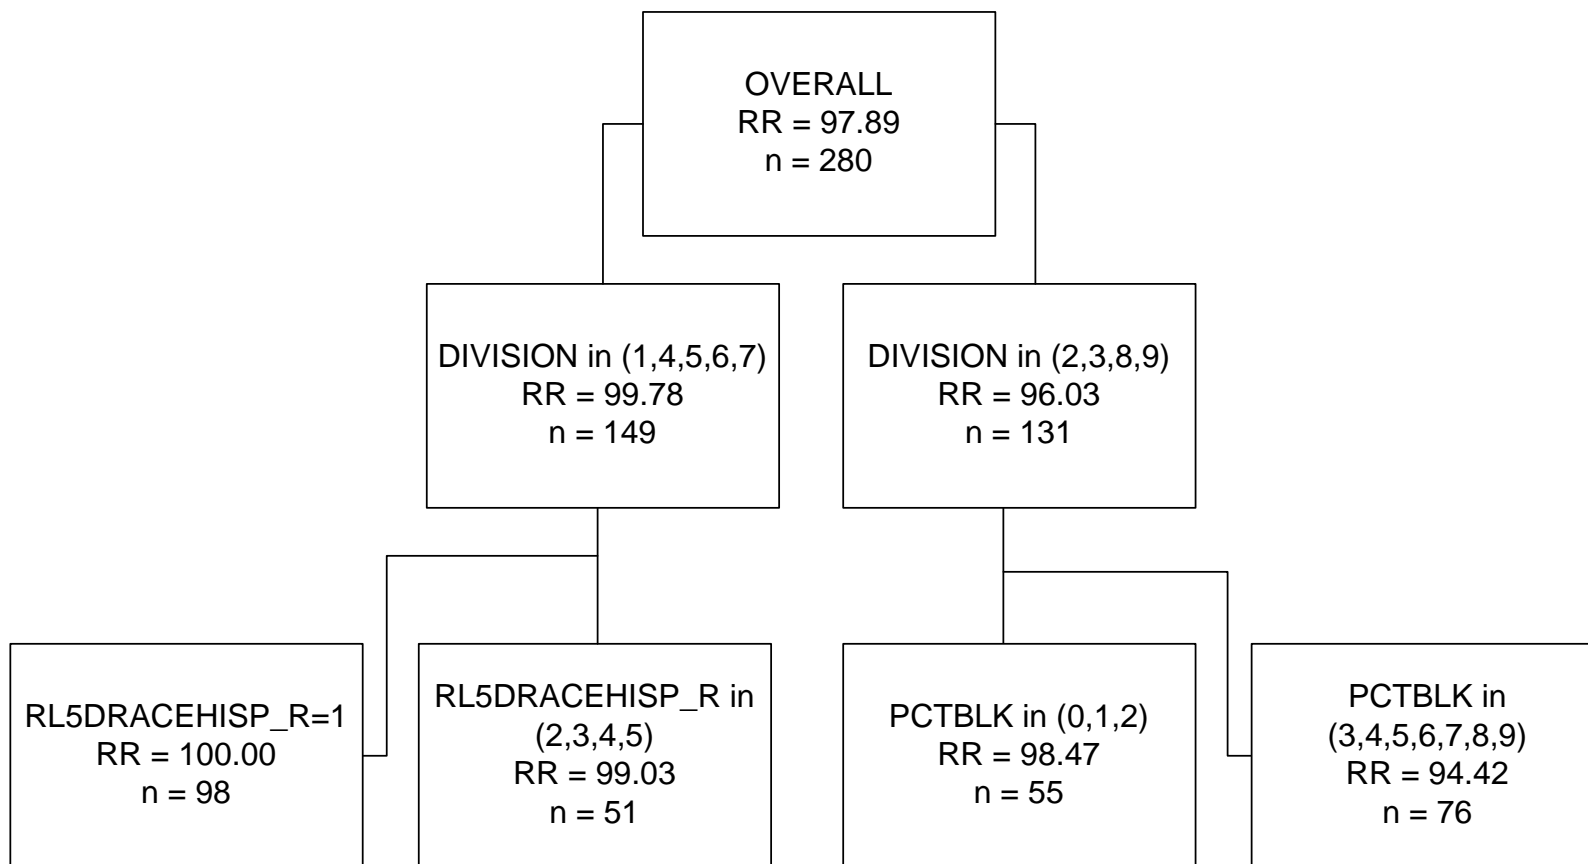 OVERALL
RR = 97.89
n = 280
DIVISION in (1,4,5,6,7)
RR = 99.78
n = 149
DIVISION in (2,3,8,9)
RR = 96.03
n = 131
RL5DRACEHISP_R=1
RR = 100.00
n = 98
RL5DRACEHISP_R in
(2,3,4,5)
RR = 99.03
n = 51
PCTBLK in (0,1,2)
RR = 98.47
n = 55
PCTBLK in
(3,4,5,6,7,8,9)
RR = 94.42
n = 76